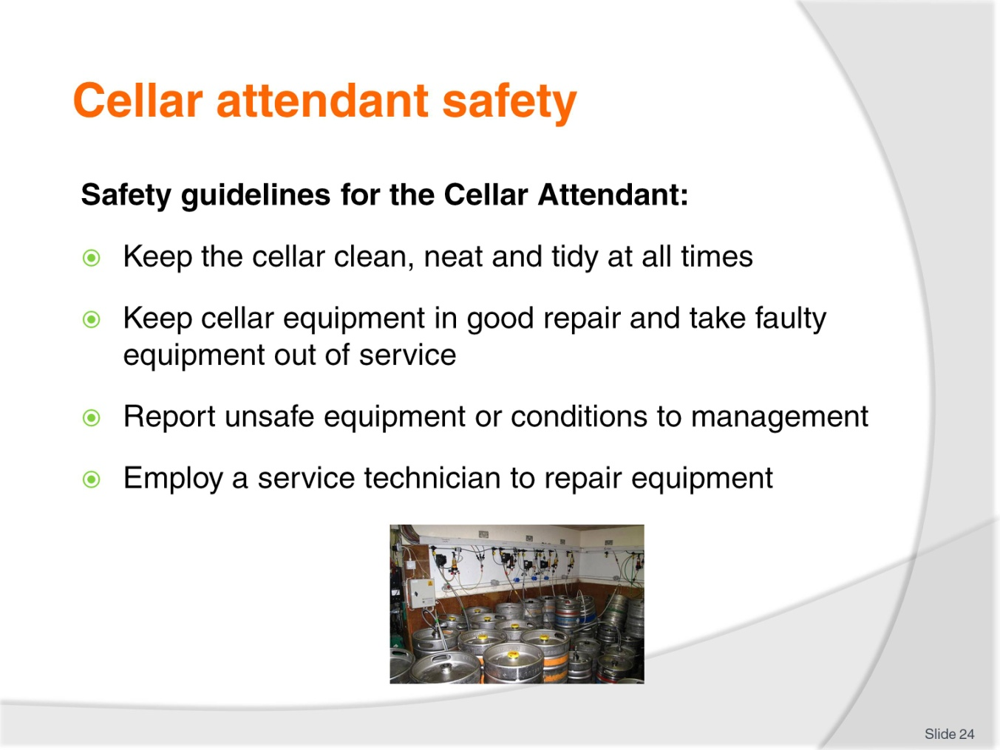 Cellar attendant safety
Safety guidelines for the Cellar Attendant:
Keep the cellar clean, neat and tidy at all times
Keep cellar equipment in good repair and take faulty
equipment out of service
Report unsafe equipment or conditions to management
Employ a service technician to repair equipment
Slide 24